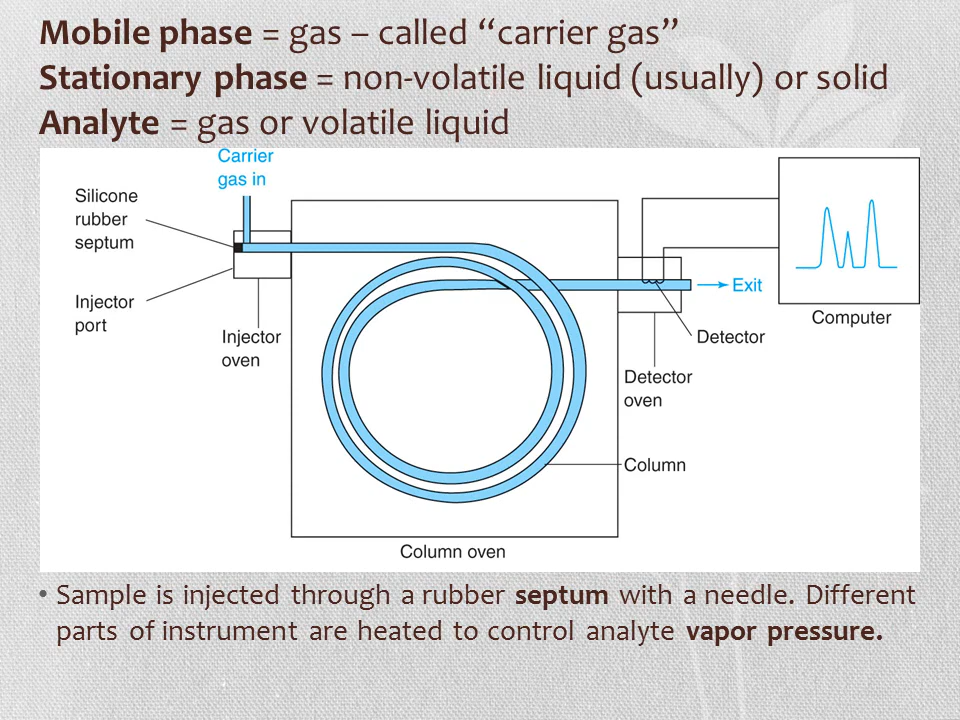 Mobile phase = gas – called “carrier gas”
Stationary phase = non-volatile liquid (usually) or solid
Analyte = gas or volatile liquid
Carrier
gas in
Silicone
rubber
septum
Injector
port
Injector
oven
Exit
Detector
Computer
Detector
oven
Column
Column oven
• Sample is injected through a rubber septum with a needle. Different
parts of instrument are heated to control analyte vapor pressure.